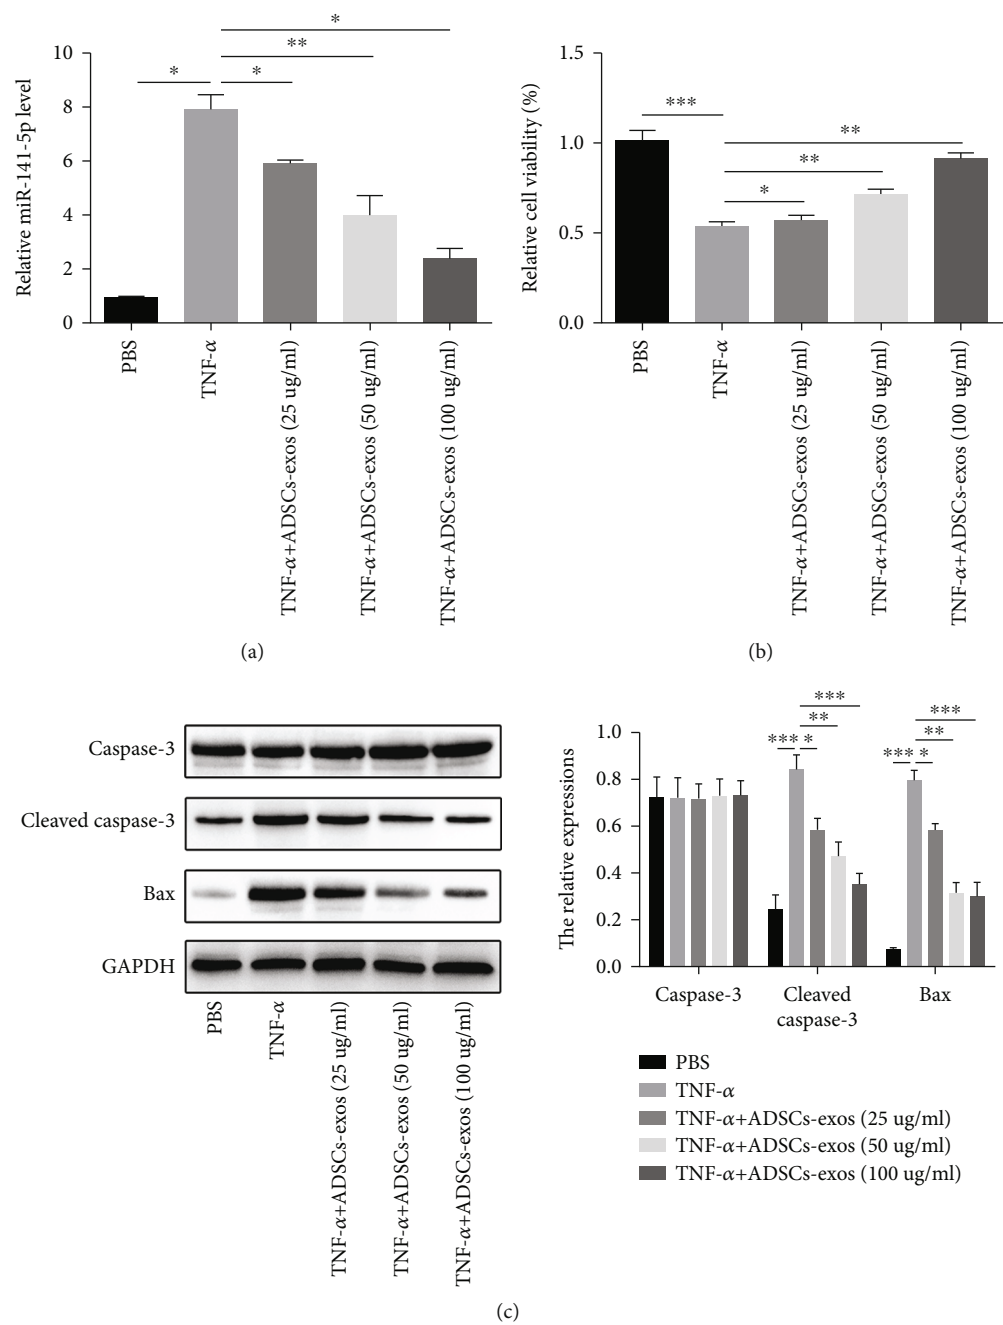 *
**
*
*
10
8
6
4
2
0
Relative miR-141-5p level
PBS
TNF-α
TNF-α+ADSCs-exos (25 ug/ml)
TNF-α+ADSCs-exos (50 ug/ml)
TNF-α+ADSCs-exos (100 ug/ml)
(a)
1.5
1.0
0.5
0.0
Relative cell viability (%)
***
**
**
*
PBS
TNF-α
TNF-α+ADSCs-exos (25 ug/ml)
TNF-α+ADSCs-exos (50 ug/ml)
TNF-α+ADSCs-exos (100 ug/ml)
(b)
Caspase-3
Cleaved caspase-3
Bax
GAPDH
PBS
TNF-α
TNF-α+ADSCs-exos (25 ug/ml)
TNF-α+ADSCs-exos (50 ug/ml)
TNF-α+ADSCs-exos (100 ug/ml)
1.0
0.8
0.6
0.4
0.2
0.0
The relative expressions
***
**
*** *
***
**
*** *
Caspase-3
Cleaved
caspase-3
Bax
PBS
TNF-α
TNF-α+ADSCs-exos (25 ug/ml)
TNF-α+ADSCs-exos (50 ug/ml)
TNF-α+ADSCs-exos (100 ug/ml)
(c)